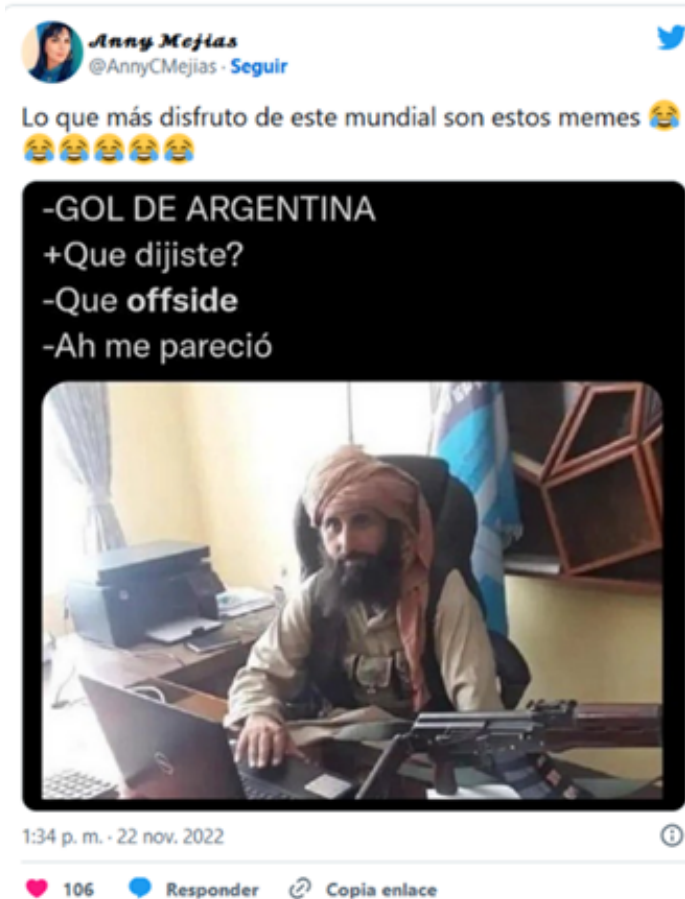 Anny Mejias
@AnnyCMejias · Seguir
Lo que más disfruto de este mundial son estos memes 😂
😂😂😂😂😂
-GOL DE ARGENTINA
+Que dijiste?
-Que offside
-Ah me pareció
1:34 p. m. · 22 nov. 2022
106 Responder Copia enlace